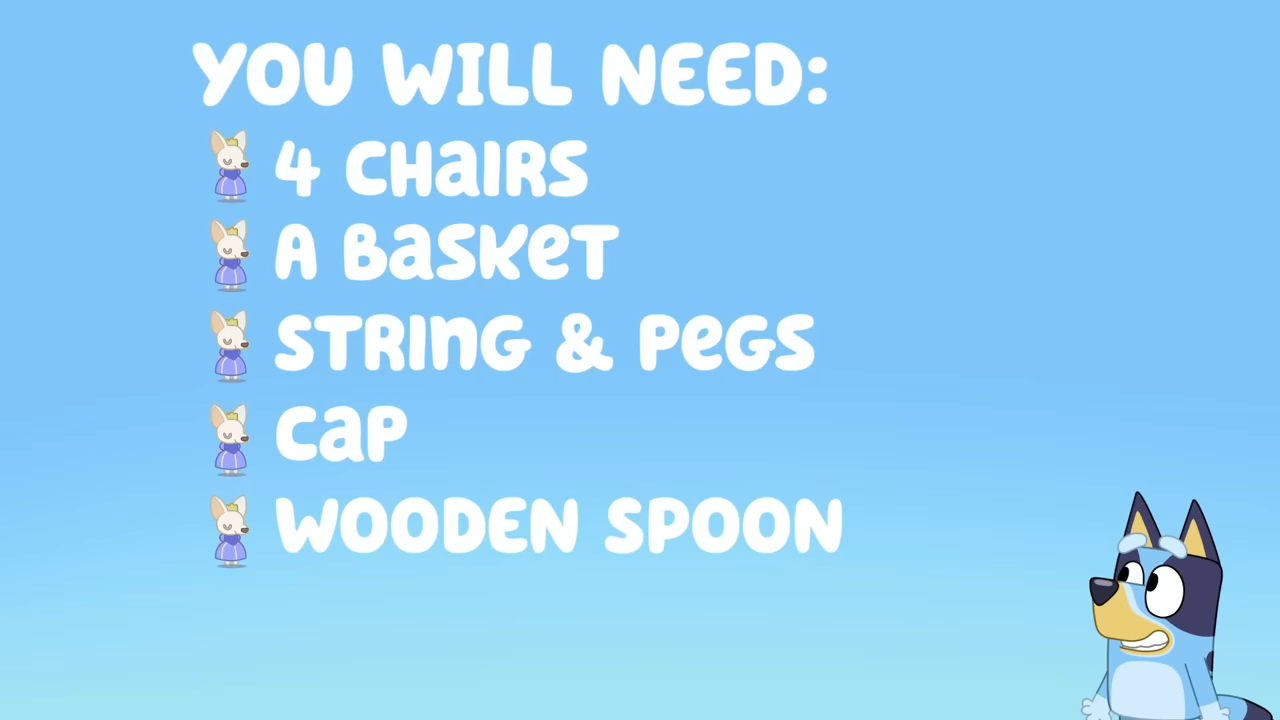 YOU WILL NEED:
4 CHaIRS
A BaSKeT
STRInG & PeGS
CaP
WOODEN SPOON